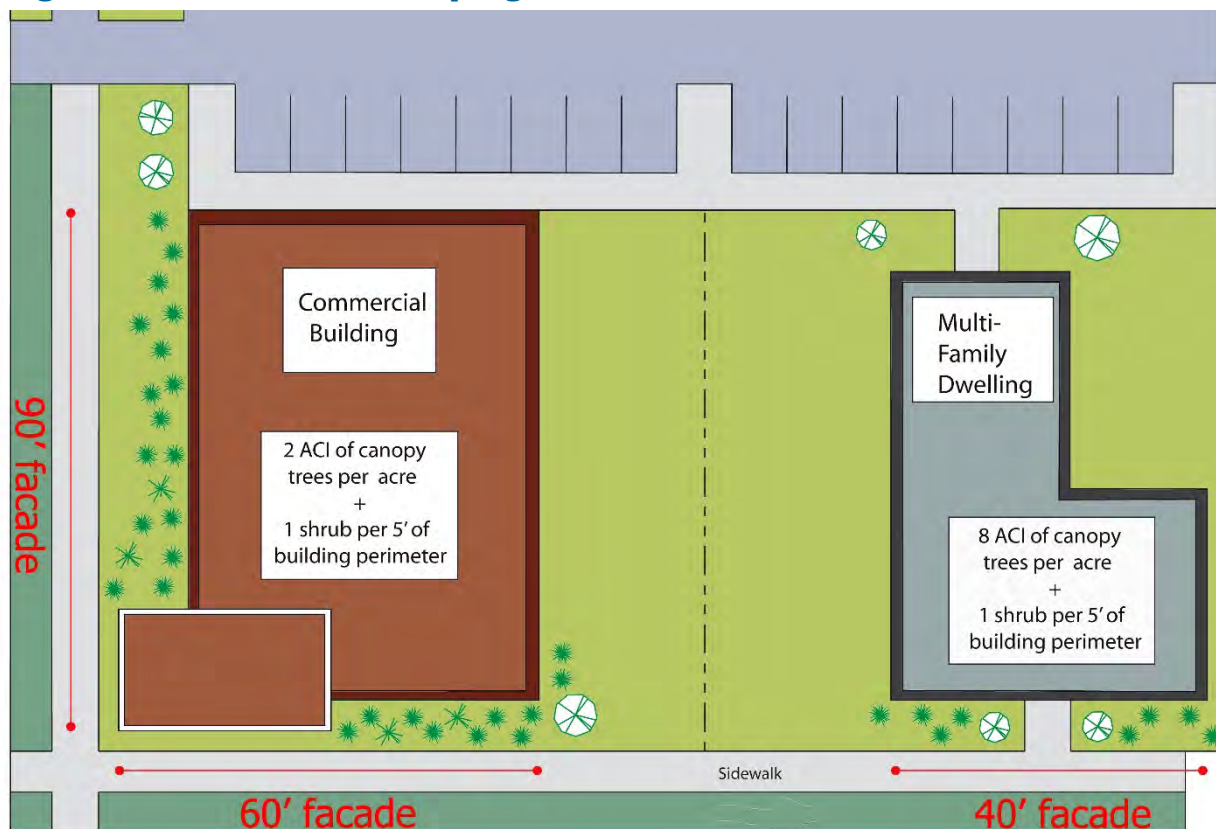 Commercial
Building
Multi-
Family
Dwelling
2 ACI of canopy
trees per acre
+
1 shrub per 5' of
building perimeter
8 ACI of canopy
trees per acre
+
1 shrub per 5' of
building perimeter
90' facade
Sidewalk
60' facade
40' facade